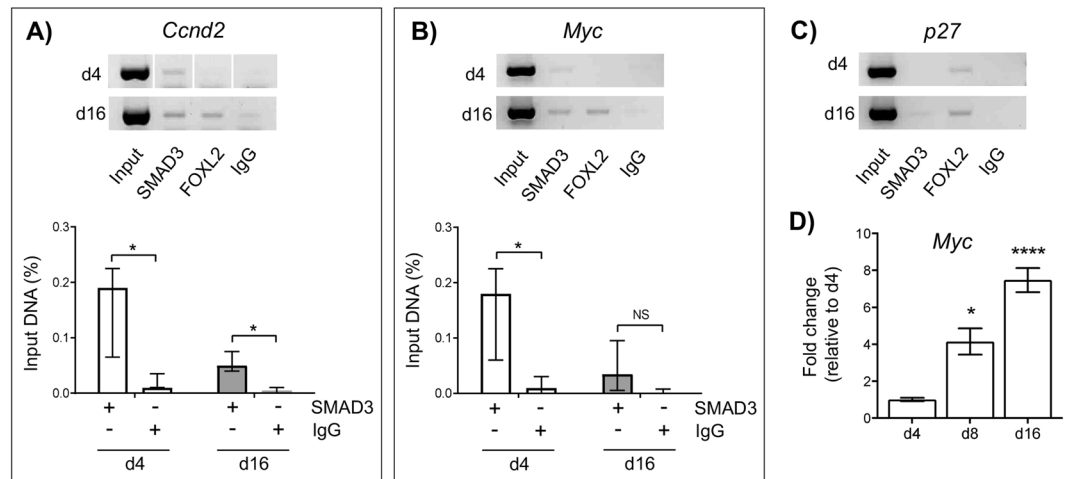 A)
Ccnd2
d4
d16
Input
SMAD3
FOXL2
IgG
Input DNA (%)
0.3
0.2
0.1
0.0
*
*
+ - + - SMAD3
- + - + IgG
d4 d16
B)
Myc
d4
d16
Input
SMAD3
FOXL2
IgG
Input DNA (%)
0.3
0.2
0.1
0.0
*
NS
+ - + - SMAD3
- + - + IgG
d4 d16
C)
p27
d4
d16
Input
SMAD3
FOXL2
IgG
D)
Myc
Fold change
(relative to d4)
10
8
6
4
2
0
*
****
d4 d8 d16